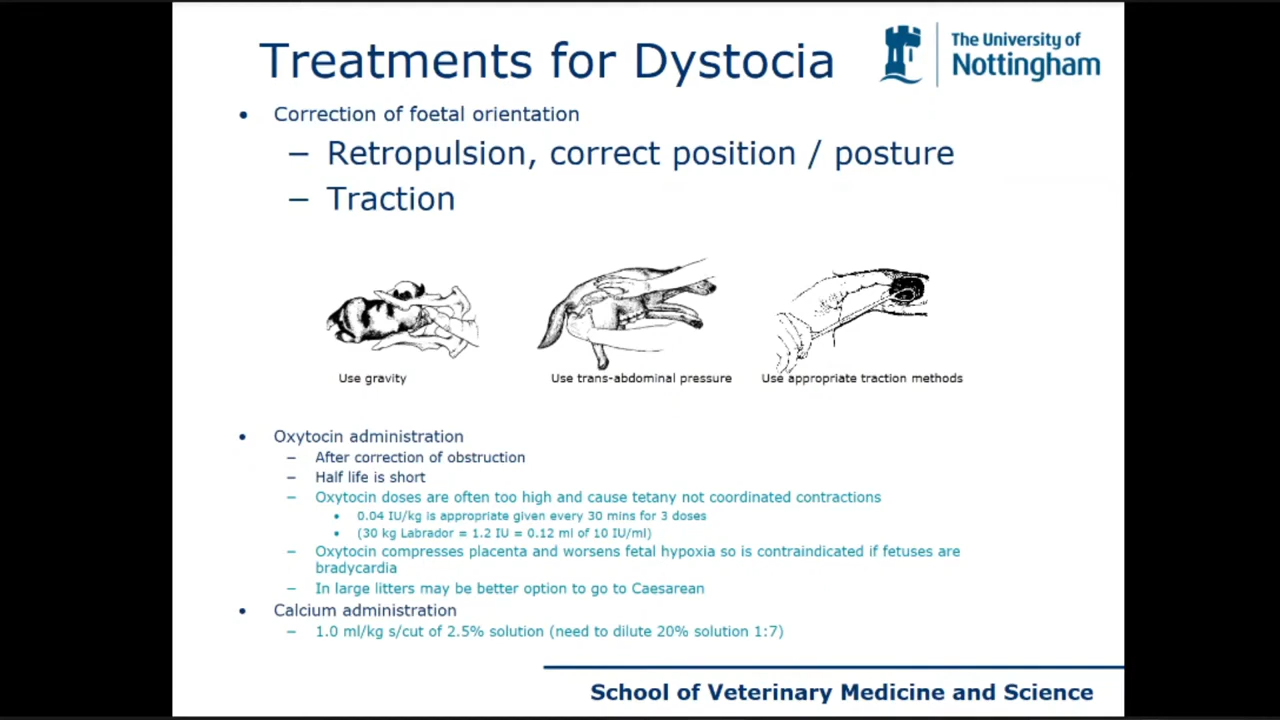 Treatments for Dystocia
The University of
Nottingham
• Correction of foetal orientation
– Retropulsion, correct position / posture
– Traction
Use gravity
Use trans-abdominal pressure
Use appropriate traction methods
• Oxytocin administration
– After correction of obstruction
– Half life is short
– Oxytocin doses are often too high and cause tetany not coordinated contractions
• 0.04 IU/kg is appropriate given every 30 mins for 3 doses
• (30 kg Labrador = 1.2 IU = 0.12 ml of 10 IU/ml)
– Oxytocin compresses placenta and worsens fetal hypoxia so is contraindicated if fetuses are
bradycardia
– In large litters may be better option to go to Caesarean
• Calcium administration
– 1.0 ml/kg s/cut of 2.5% solution (need to dilute 20% solution 1:7)
School of Veterinary Medicine and Science